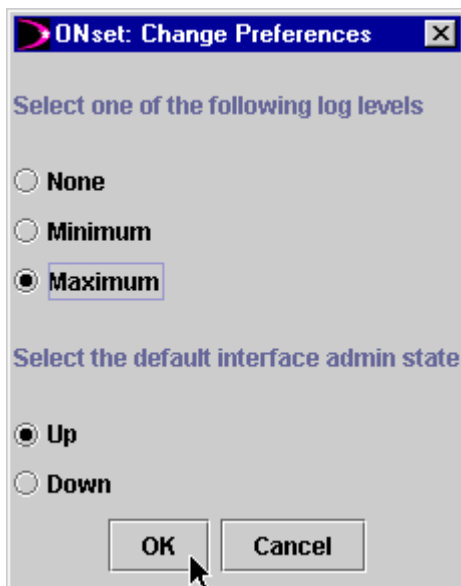 ONset: Change Preferences
Select one of the following log levels
None
Minimum
Maximum
Select the default interface admin state
Up
Down
OK Cancel